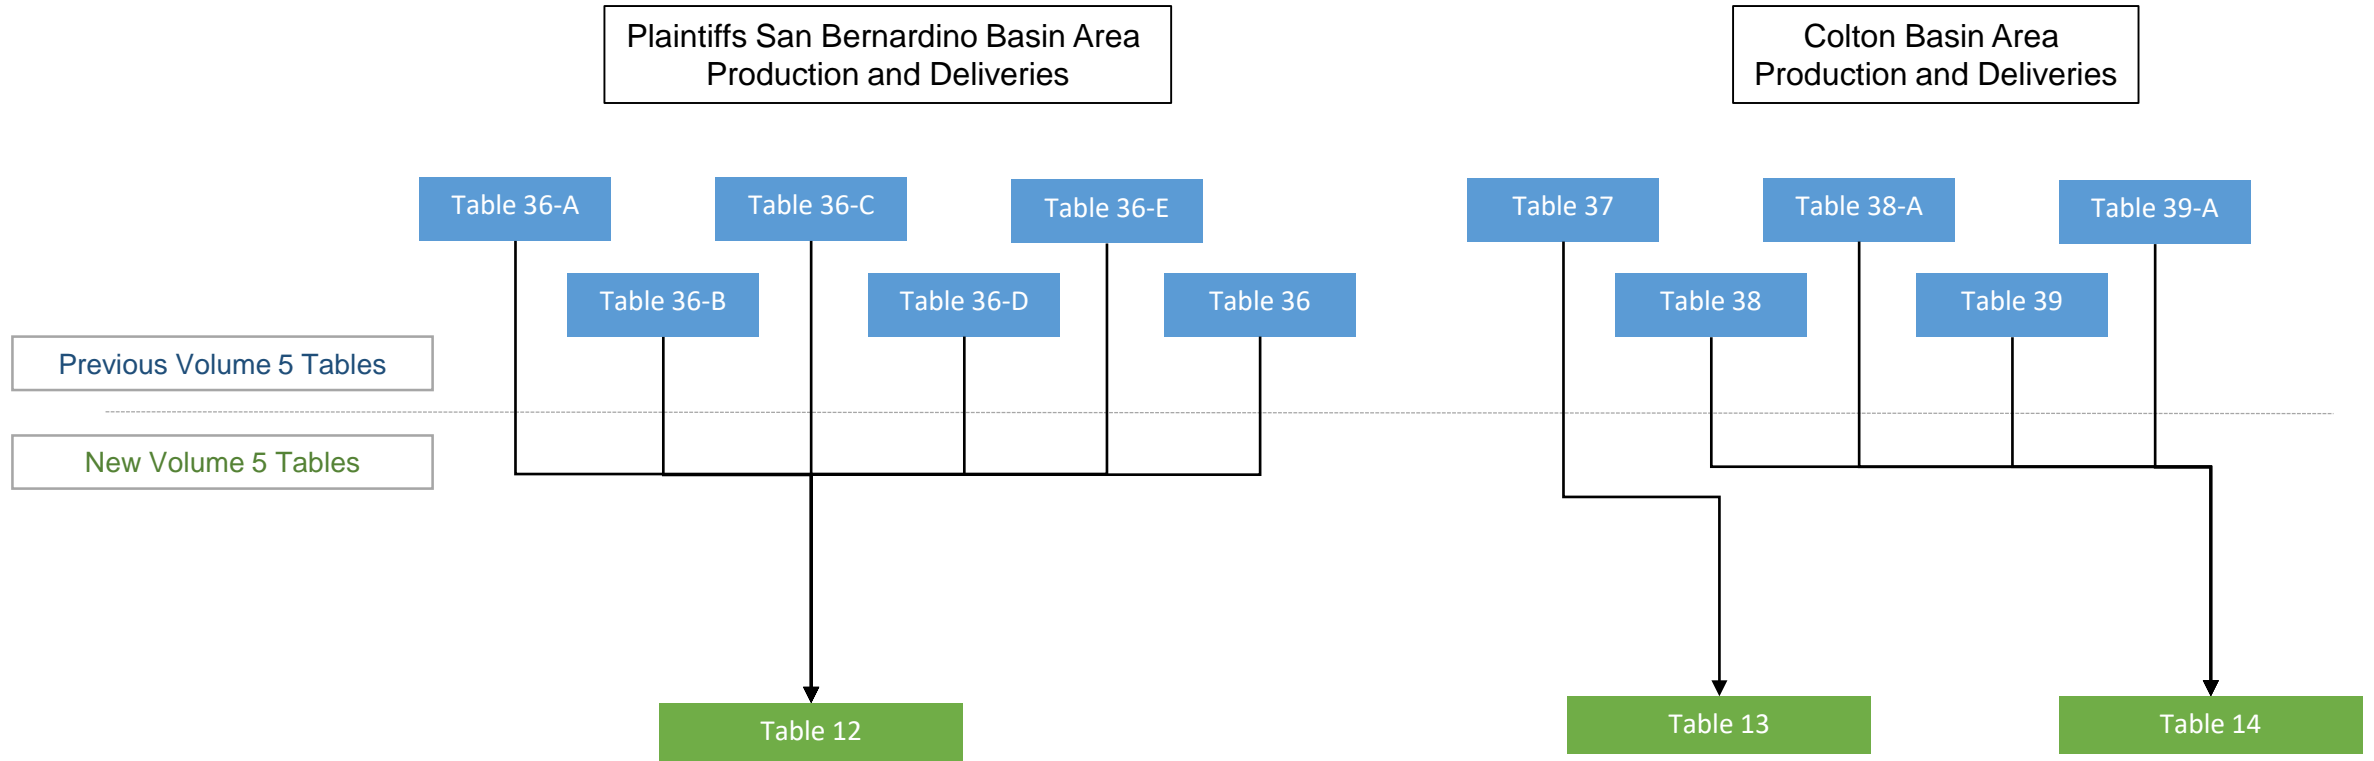 Plaintiffs San Bernardino Basin Area
Production and Deliveries
Colton Basin Area
Production and Deliveries
Table 36-A
Table 36-C
Table 36-E
Table 37
Table 38-A
Table 39-A
Table 36-B
Table 36-D
Table 36
Table 38
Table 39
Previous Volume 5 Tables
New Volume 5 Tables
Table 12
Table 13
Table 14